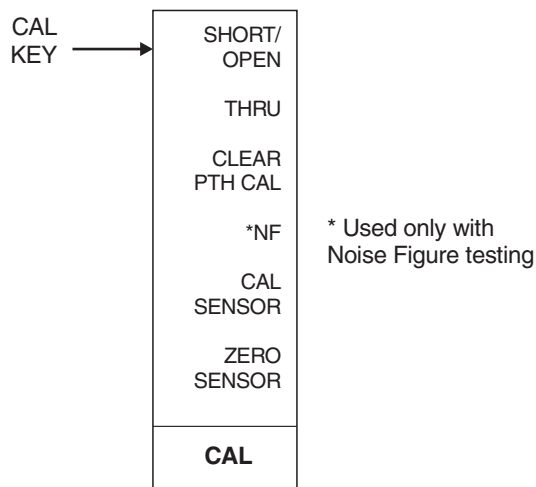 CAL
KEY
SHORT/
OPEN
THRU
CLEAR
PTH CAL
*NF
* Used only with
Noise Figure testing
CAL
SENSOR
ZERO
SENSOR
CAL